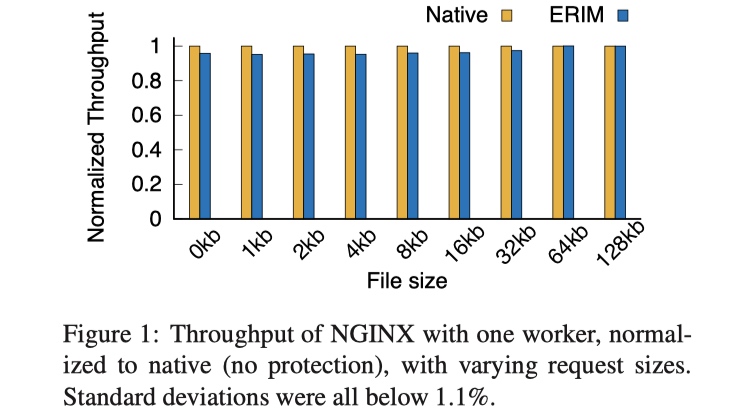 Native ERIM
Normalized Throughput
1
0.8
0.6
0.4
0.2
0
0kb 1kb 2kb 4kb 8kb 16kb 32kb 64kb 128kb
File size
Figure 1: Throughput of NGINX with one worker, normal-
ized to native (no protection), with varying request sizes.
Standard deviations were all below 1.1%.